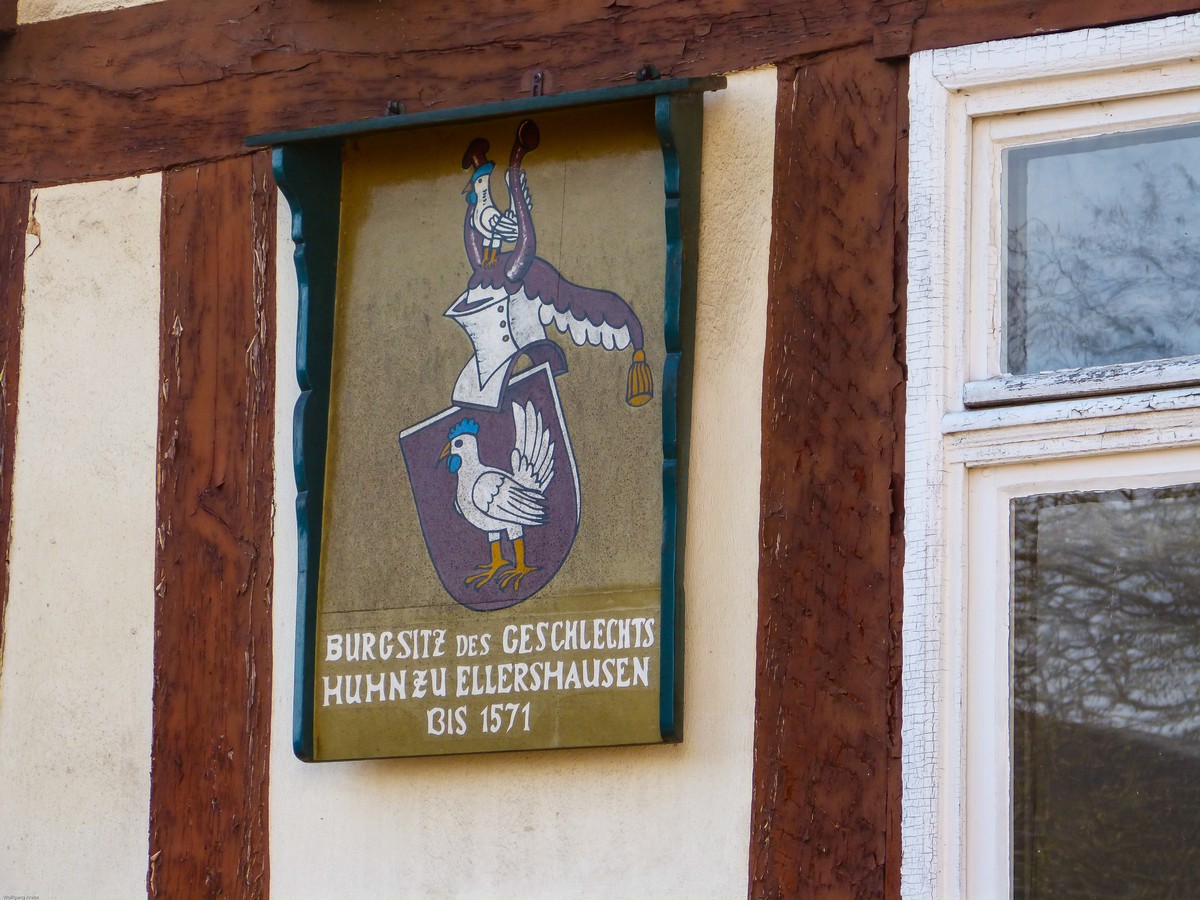 BURGSITZ DES GESCHLECHTS
HUHN ZU ELLERSHAUSEN
BIS 1571